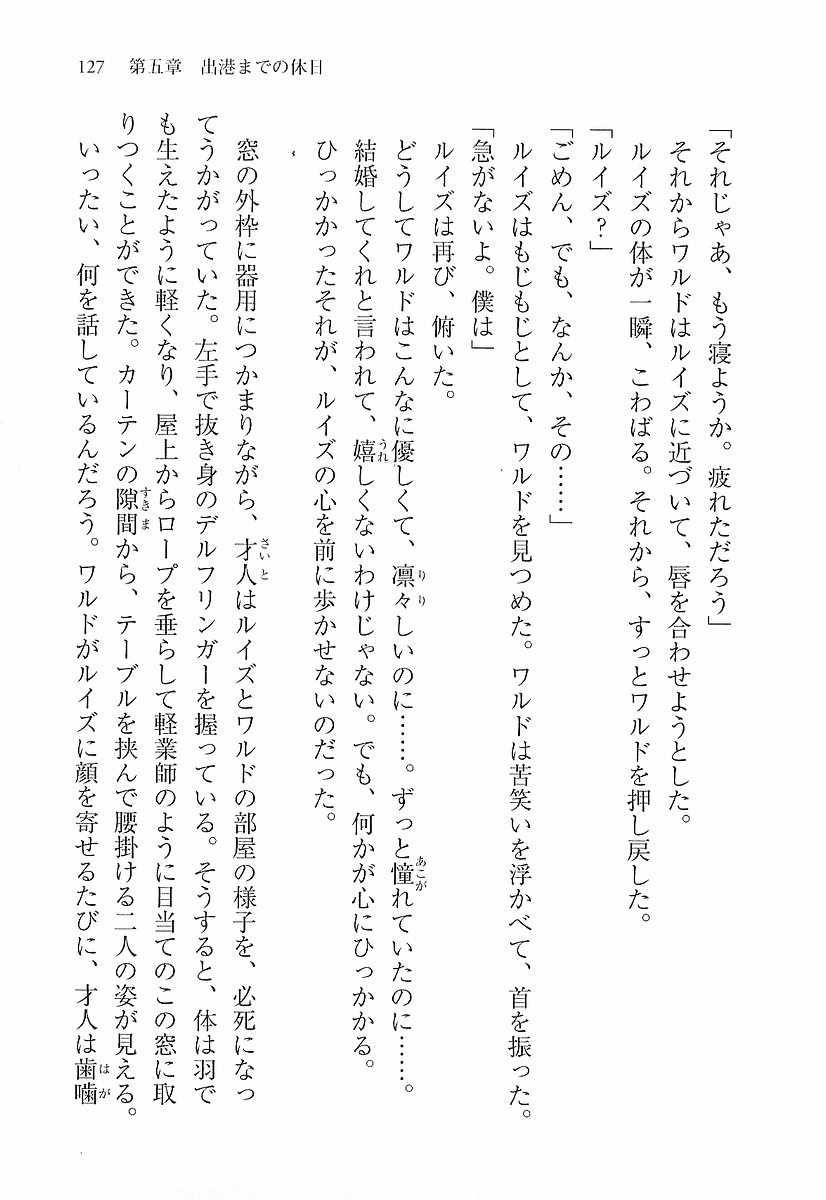 127　第五章　出港までの休日
「それじゃあ、もう寝ようか。疲れただろう」
それからワルドはルイズに近づいて、唇を合わせようとした。
ルイズの体が一瞬、こわばる。それから、すっとワルドを押し戻した。
「ルイズ？」
「ごめん、でも、なんか、その……」
ルイズはもじもじとして、ワルドを見つめた。ワルドは苦笑いを浮かべて、首を振った。
「急がないよ。僕は」
ルイズは再び、俯いた。
どうしてワルドはこんなに優しくて、凛々しいのに……。ずっと憧れていたのに……。
結婚してくれと言われて、嬉しくないわけじゃない。でも、何かが心にひっかかる。
ひっかかったそれが、ルイズの心を前に歩かせないのだった。
窓の外枠に器用につかまりながら、才人はルイズとワルドの部屋の様子を、必死になっ
てうかがっていた。左手で抜き身のデルフリンガーを握っている。そうすると、体は羽で
も生えたように軽くなり、屋上からロープを垂らして軽業師のように目当てのこの窓に取
りつくことができた。カーテンの隙間から、テーブルを挟んで腰掛ける二人の姿が見える。
いったい、何を話しているんだろう。ワルドがルイズに顔を寄せるたびに、才人は歯噛